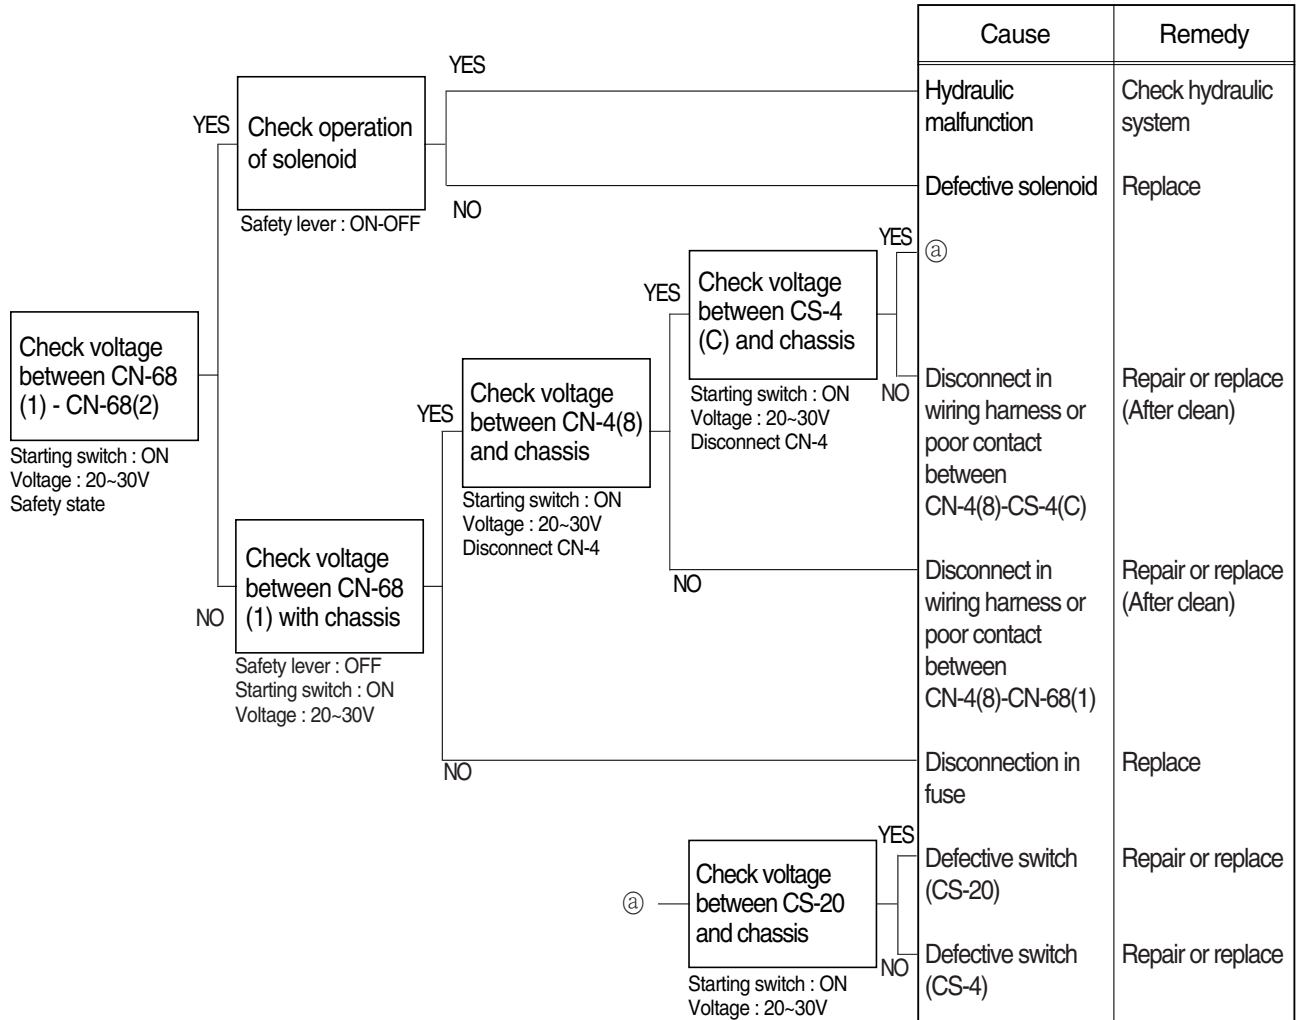 Cause
Remedy
YES
Hydraulic
malfunction
Check hydraulic
system
YES
Check operation
of solenoid
Defective solenoid
Replace
NO
Safety lever : ON-OFF
YES
ⓐ
Check voltage
between CS-4
(C) and chassis
YES
Check voltage
between CN-68
(1) - CN-68(2)
Starting switch : ON
Voltage : 20~30V
Safety state
Check voltage
between CN-4(8)
and chassis
YES
Starting switch : ON
Voltage : 20~30V
Disconnect CN-4
NO
Disconnect in
wiring harness or
poor contact
between
CN-4(8)-CS-4(C)
Repair or replace
(After clean)
Starting switch : ON
Voltage : 20~30V
Disconnect CN-4
Check voltage
between CN-68
(1) with chassis
NO
Safety lever : OFF
Starting switch : ON
Voltage : 20~30V
NO
Disconnect in
wiring harness or
poor contact
between
CN-4(8)-CN-68(1)
Repair or replace
(After clean)
NO
Disconnection in
fuse
Replace
YES
Defective switch
(CS-20)
Repair or replace
ⓐ
Check voltage
between CS-20
and chassis
NO
Defective switch
(CS-4)
Repair or replace
Starting switch : ON
Voltage : 20~30V